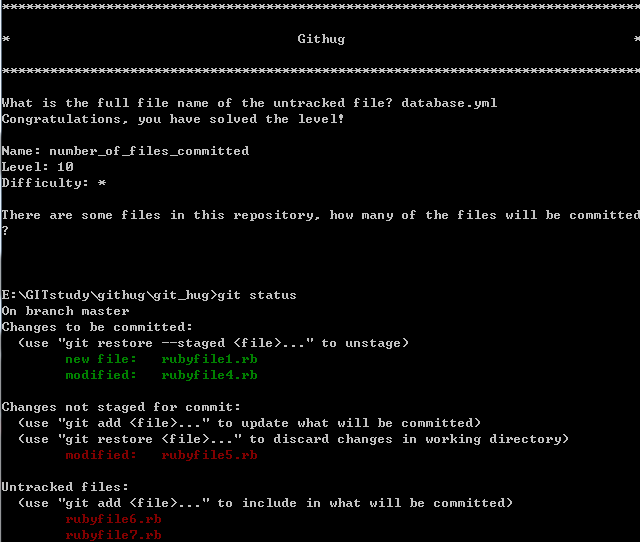 ********************************************************************************
* Githug *
********************************************************************************
What is the full file name of the untracked file? database.yml
Congratulations, you have solved the level!
Name: number_of_files_committed
Level: 10
Difficulty: *
There are some files in this repository, how many of the files will be committed
?
E:\GITstudy\githug\git_hug>git status
On branch master
Changes to be committed:
  (use "git restore --staged <file>..." to unstage)
        new file:   rubyfile1.rb
        modified:   rubyfile4.rb
Changes not staged for commit:
  (use "git add <file>..." to update what will be committed)
  (use "git restore <file>..." to discard changes in working directory)
        modified:   rubyfile5.rb
Untracked files:
  (use "git add <file>..." to include in what will be committed)
        rubyfile6.rb
        rubyfile7.rb